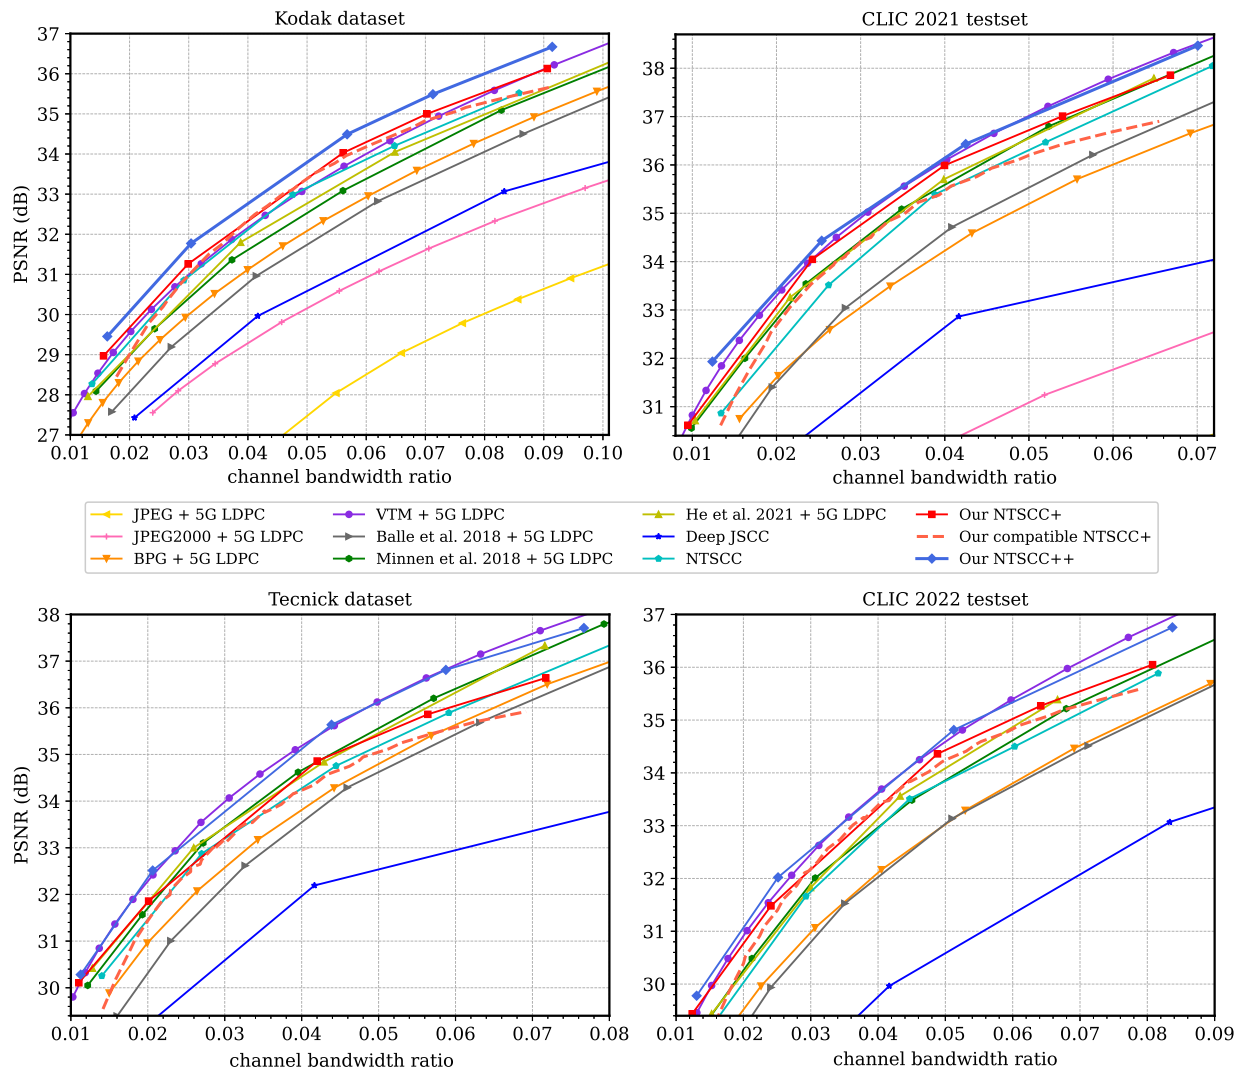 Kodak dataset
CLIC 2021 testset
37
36
35
34
33
32
31
30
29
28
27
PSNR (dB)
0.01 0.02 0.03 0.04 0.05 0.06 0.07 0.08 0.09 0.10
channel bandwidth ratio
38
37
36
35
34
33
32
31
0.01 0.02 0.03 0.04 0.05 0.06 0.07
channel bandwidth ratio
JPEG + 5G LDPC
JPEG2000 + 5G LDPC
BPG + 5G LDPC
VTM + 5G LDPC
Balle et al. 2018 + 5G LDPC
Minnen et al. 2018 + 5G LDPC
He et al. 2021 + 5G LDPC
Deep JSCC
NTSCC
Our NTSCC+
Our compatible NTSCC+
Our NTSCC++
Tecnick dataset
CLIC 2022 testset
38
37
36
35
34
33
32
31
30
PSNR (dB)
0.01 0.02 0.03 0.04 0.05 0.06 0.07 0.08
channel bandwidth ratio
37
36
35
34
33
32
31
30
0.01 0.02 0.03 0.04 0.05 0.06 0.07 0.08 0.09
channel bandwidth ratio